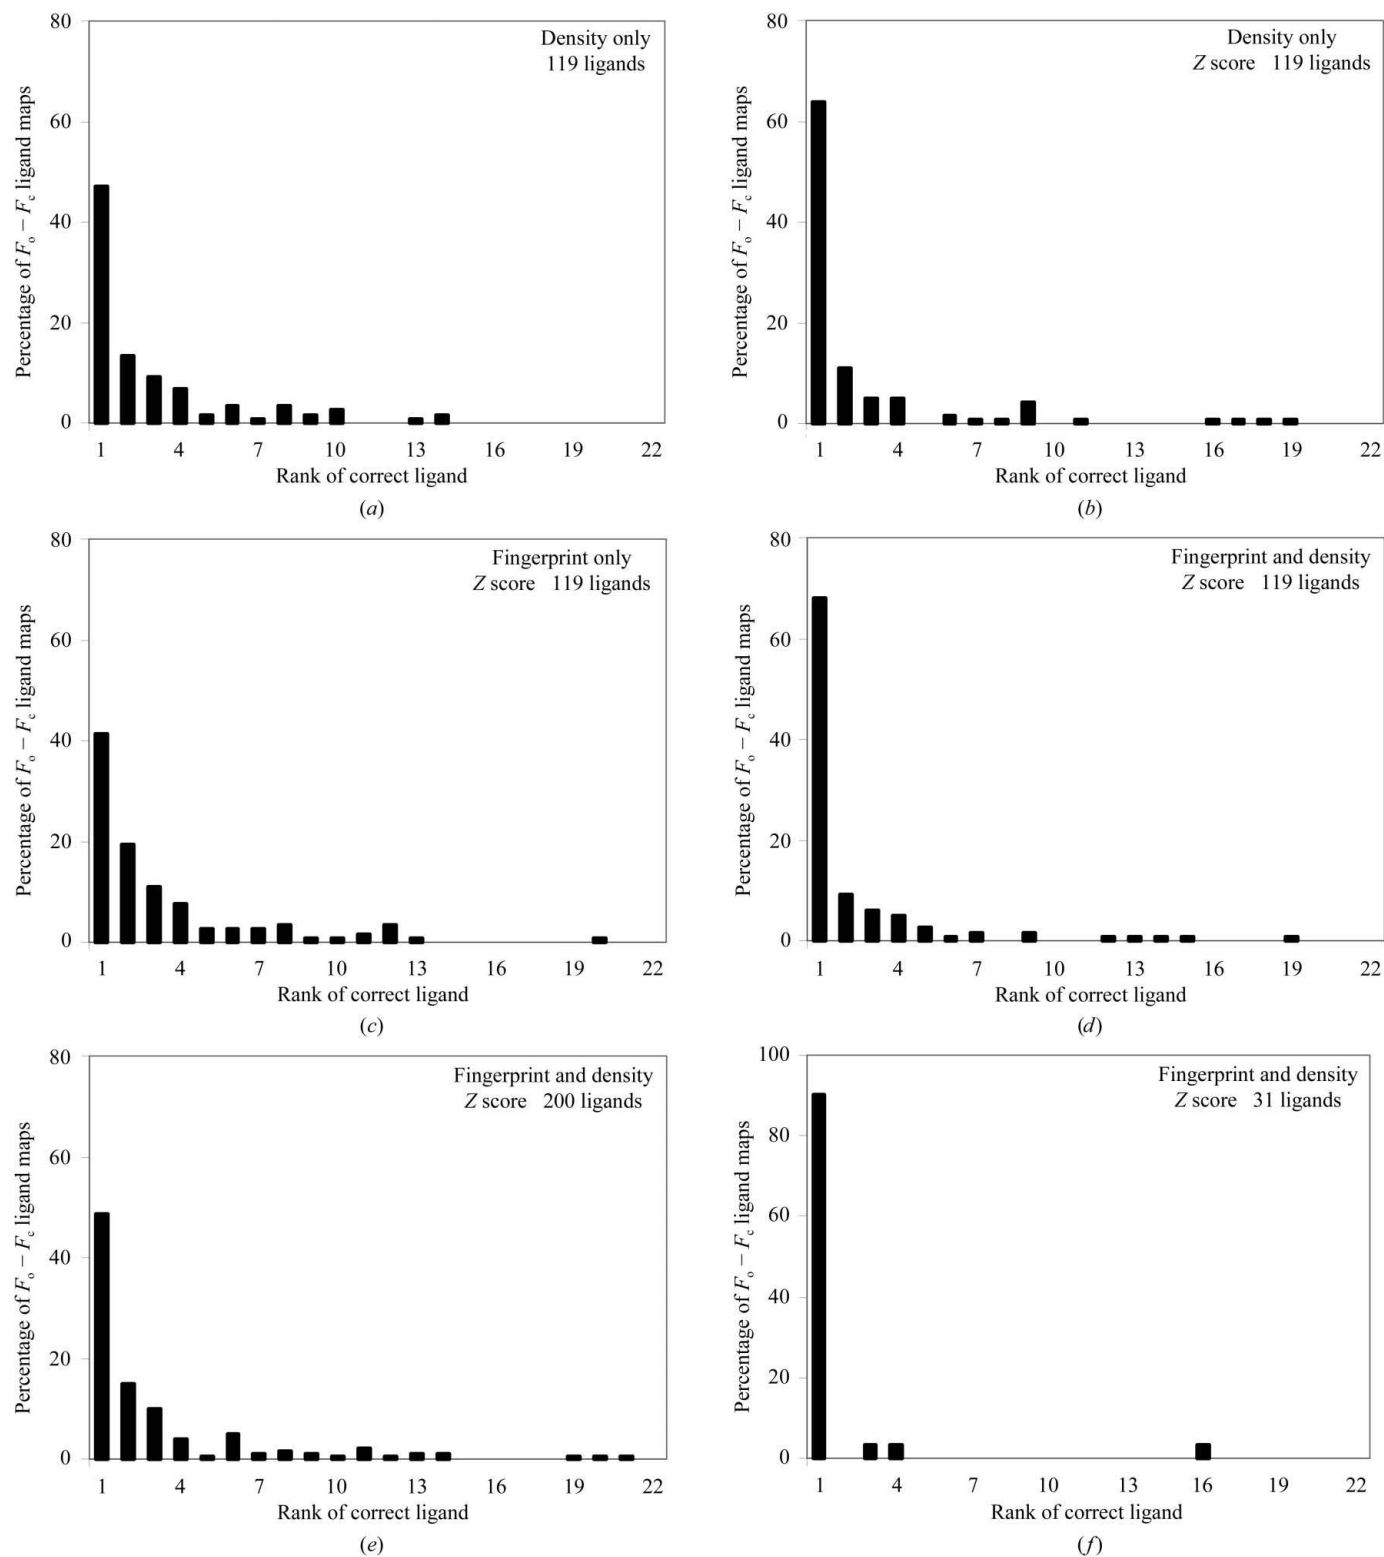 Density only
119 ligands
Percentage of Fo − Fc ligand maps
80
60
40
20
0
1 4 7 10 13 16 19 22
Rank of correct ligand
(a)
Density only
Z score 119 ligands
Percentage of Fo − Fc ligand maps
80
60
40
20
0
1 4 7 10 13 16 19 22
Rank of correct ligand
(b)
Fingerprint only
Z score 119 ligands
Percentage of Fo − Fc ligand maps
80
60
40
20
0
1 4 7 10 13 16 19 22
Rank of correct ligand
(c)
Fingerprint and density
Z score 119 ligands
Percentage of Fo − Fc ligand maps
80
60
40
20
0
1 4 7 10 13 16 19 22
Rank of correct ligand
(d)
Fingerprint and density
Z score 200 ligands
Percentage of Fo − Fc ligand maps
80
60
40
20
0
1 4 7 10 13 16 19 22
Rank of correct ligand
(e)
Fingerprint and density
Z score 31 ligands
Percentage of Fo − Fc ligand maps
100
80
60
40
20
0
1 4 7 10 13 16 19 22
Rank of correct ligand
(f)